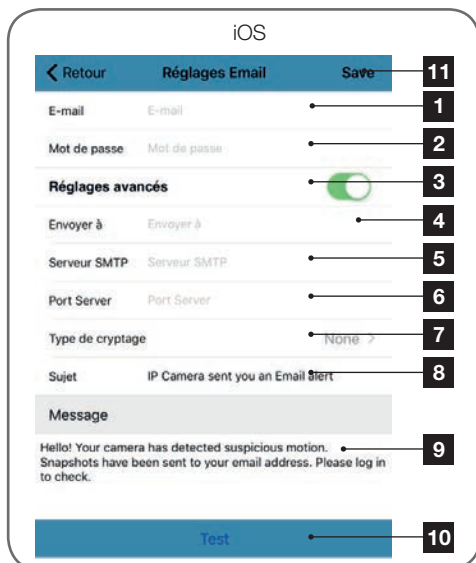 iOS
Retour Réglages Email Save 11
E-mail E-mail 1
Mot de passe Mot de passe 2
Réglages avancés 3
Envoyer à Envoyer à 4
Serveur SMTP Serveur SMTP 5
Port Server Port Server 6
Type de cryptage None > 7
Sujet IP Camera sent you an Email alert 8
Message
Hello! Your camera has detected suspicious motion. 9
Snapshots have been sent to your email address. Please log in
to check.
Test 10